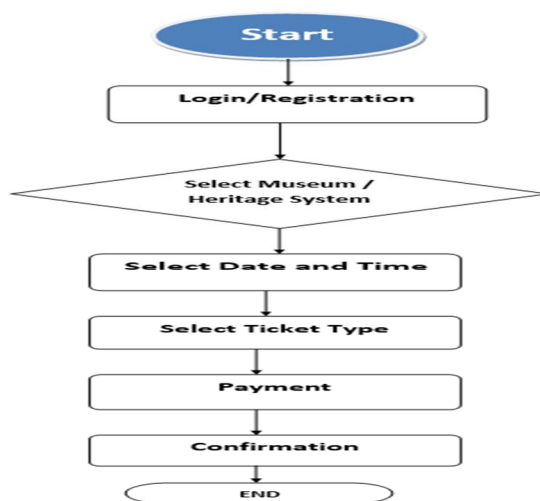 Start
Login/Registration
Select Museum /
Heritage System
Select Date and Time
Select Ticket Type
Payment
Confirmation
END